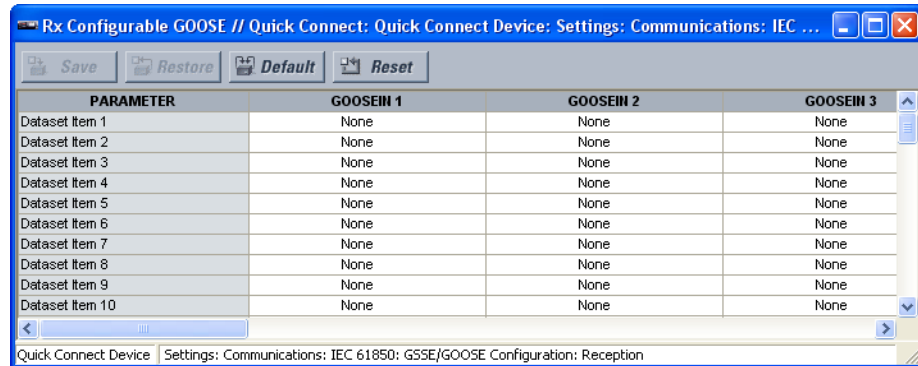 Rx Configurable GOOSE // Quick Connect: Quick Connect Device: Settings: Communications: IEC ...
Save Restore Default Reset
PARAMETER GOOSEIN 1 GOOSEIN 2 GOOSEIN 3
Dataset Item 1 None None None
Dataset Item 2 None None None
Dataset Item 3 None None None
Dataset Item 4 None None None
Dataset Item 5 None None None
Dataset Item 6 None None None
Dataset Item 7 None None None
Dataset Item 8 None None None
Dataset Item 9 None None None
Dataset Item 10 None None None
Quick Connect Device Settings: Communications: IEC 61850: GSSE/GOOSE Configuration: Reception